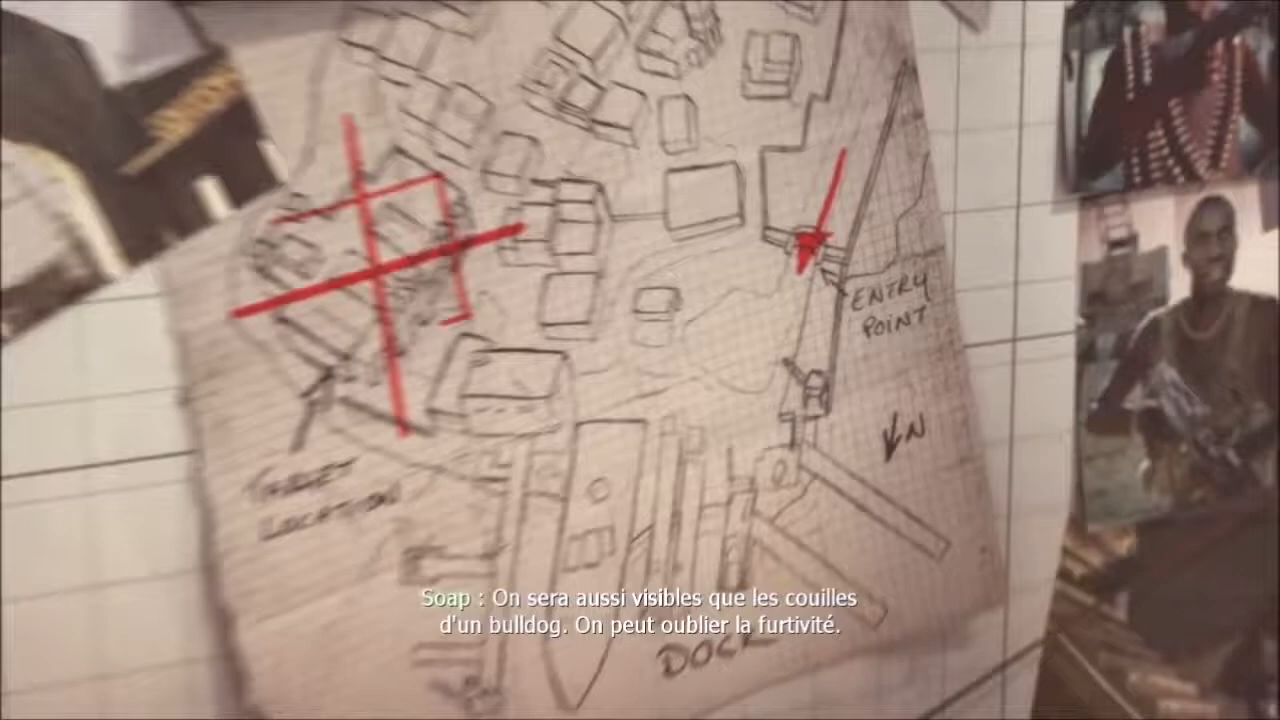 ENTRY
POINT
N
TARGET
LOCATION
Soap : On sera aussi visibles que les couilles
d'un bulldog. On peut oublier la furtivité.
DOCK